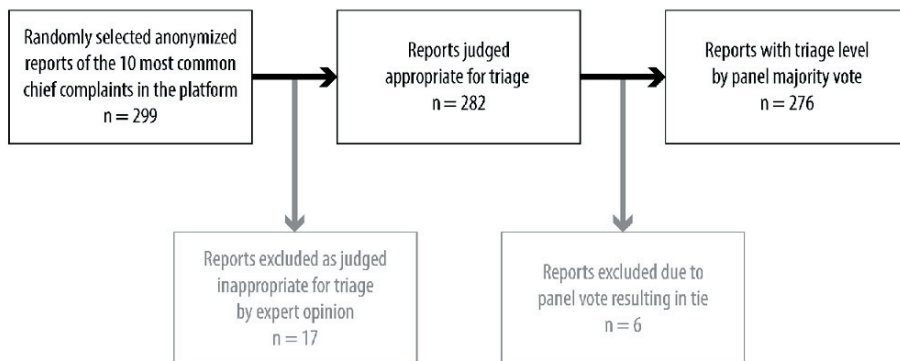 Randomly selected anonymized
reports of the 10 most common
chief complaints in the platform
n = 299
Reports judged
appropriate for triage
n = 282
Reports with triage level
by panel majority vote
n = 276
Reports excluded as judged
inappropriate for triage
by expert opinion
n = 17
Reports excluded due to
panel vote resulting in tie
n = 6